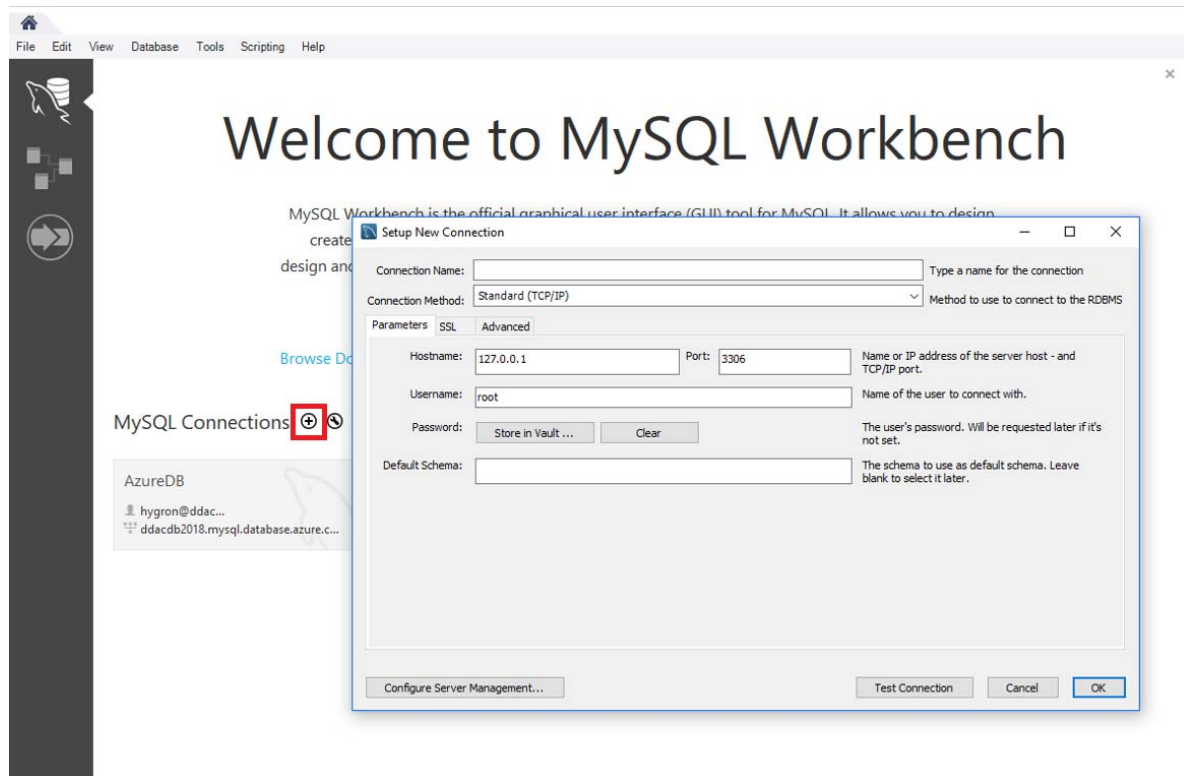 File Edit View Database Tools Scripting Help
Welcome to MySQL Workbench
MySQL Workbench is the official graphical user interface (GUI) tool for MySQL. It allows you to design,
create
design and
Browse Do
MySQL Connections
AzureDB
hygron@ddac...
ddacdb2018.mysql.database.azure.c...
Setup New Connection
Connection Name: Type a name for the connection
Connection Method: Standard (TCP/IP) Method to use to connect to the RDBMS
Parameters SSL Advanced
Hostname: 127.0.0.1 Port: 3306 Name or IP address of the server host - and
TCP/IP port.
Username: root Name of the user to connect with.
Password: Store in Vault ... Clear The user's password. Will be requested later if it's
not set.
Default Schema: The schema to use as default schema. Leave
blank to select it later.
Configure Server Management... Test Connection Cancel OK